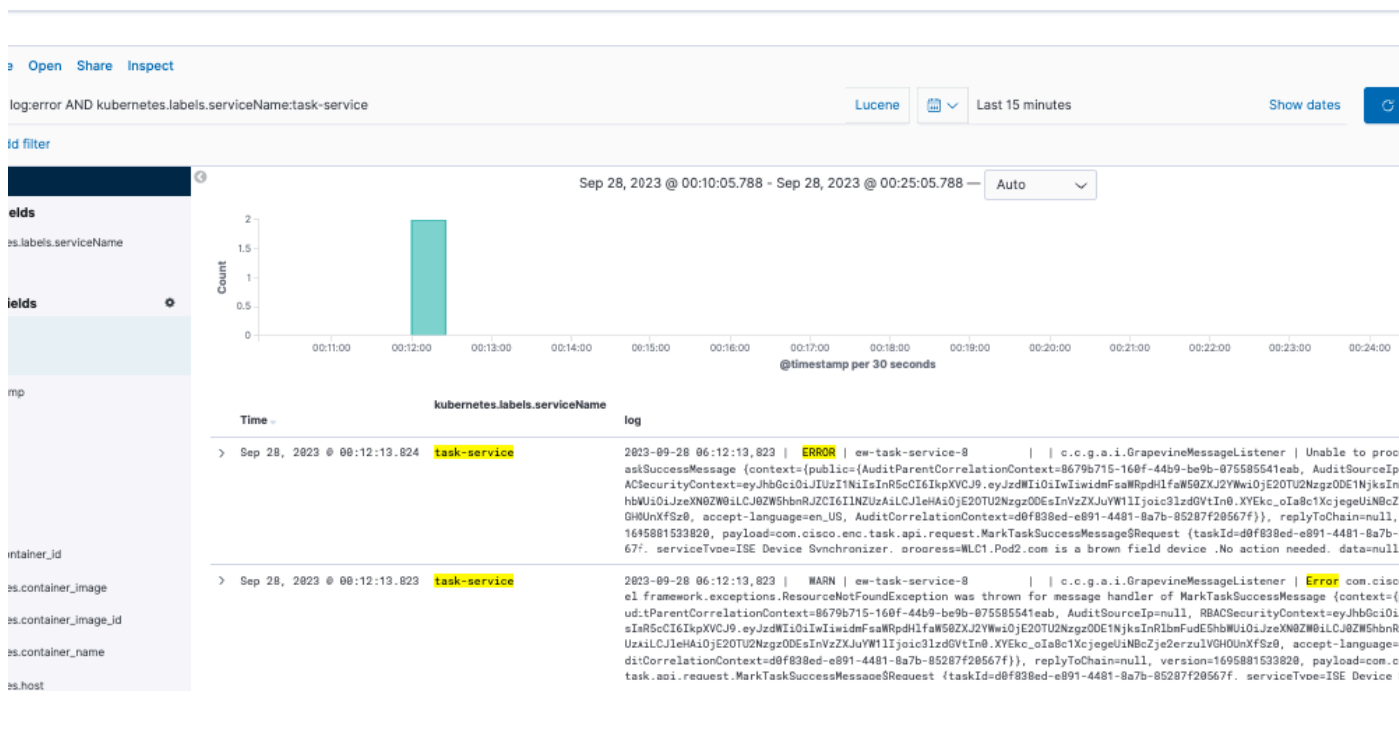 e Open Share Inspect
log:error AND kubernetes.labels.serviceName:task-service
Lucene
Last 15 minutes
Show dates
dd filter
Sep 28, 2023 @ 00:10:05.788 - Sep 28, 2023 @ 00:25:05.788 —
Auto
elds
es.labels.serviceName
ields
mp
ntainer_id
es.container_image
es.container_image_id
es.container_name
es.host
Count
2
1.5
1
0.5
0
00:11:00 00:12:00 00:13:00 00:14:00 00:15:00 00:16:00 00:17:00 00:18:00 00:19:00 00:20:00 00:21:00 00:22:00 00:23:00 00:24:00
@timestamp per 30 seconds
Time kubernetes.labels.serviceName log
Sep 28, 2023 @ 00:12:13.824 task-service
2023-09-28 06:12:13,823 | ERROR | ew-task-service-8 | | c.c.g.a.i.GrapevineMessageListener | Unable to proc
askSuccessMessage {context={public={AuditParentCorrelationContext=8679b715-160f-44b9-be9b-075585541eab, AuditSourceIp
GH0UnXfSz0, accept-language=en_US, AuditCorrelationContext=d0f838ed-e891-4481-8a7b-85287f20567f}}, replyToChain=null,
1695881533820, payload=com.cisco.enc.task.api.request.MarkTaskSuccessMessage$Request {taskId=d0f838ed-e891-4481-8a7b-
67f, serviceType=ISE Device Synchronizer, progress=WLC1.Pod2.com is a brown field device .No action needed. data=null
Sep 28, 2023 @ 00:12:13.823 task-service
2023-09-28 06:12:13,823 | WARN | ew-task-service-8 | | c.c.g.a.i.GrapevineMessageListener | Error com.cisc
el framework.exceptions.ResourceNotFoundException was thrown for message handler of MarkTaskSuccessMessage {context={
ud:tParentCorrelationContext=8679b715-160f-44b9-be9b-075585541eab, AuditSourceIp=null, RBACSecurityContext=eyJhbGciOi
ditCorrelationContext=d0f838ed-e891-4481-8a7b-85287f20567f}}, replyToChain=null, version=1695881533820, payload=com.c
task.api.request.MarkTaskSuccessMessage$Request {taskId=d0f838ed-e891-4481-8a7b-85287f20567f, serviceType=ISE Device